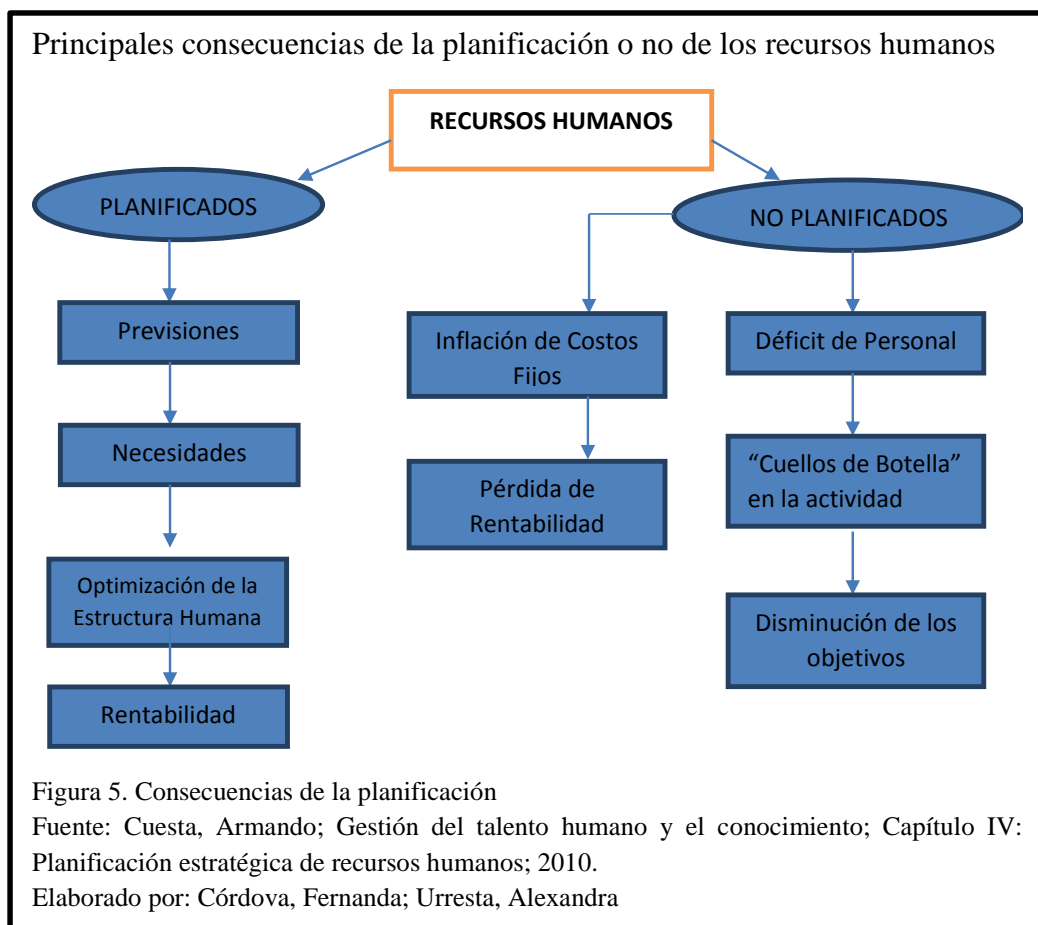 Principales consecuencias de la planificación o no de los recursos humanos
RECURSOS HUMANOS
PLANIFICADOS
NO PLANIFICADOS
Previsiones
Necesidades
Optimización de la
Estructura Humana
Rentabilidad
Inflación de Costos
Fijos
Pérdida de
Rentabilidad
Déficit de Personal
“Cuellos de Botella”
en la actividad
Disminución de los
objetivos
Figura 5. Consecuencias de la planificación
Fuente: Cuesta, Armando; Gestión del talento humano y el conocimiento; Capítulo IV:
Planificación estratégica de recursos humanos; 2010.
Elaborado por: Córdova, Fernanda; Urresta, Alexandra